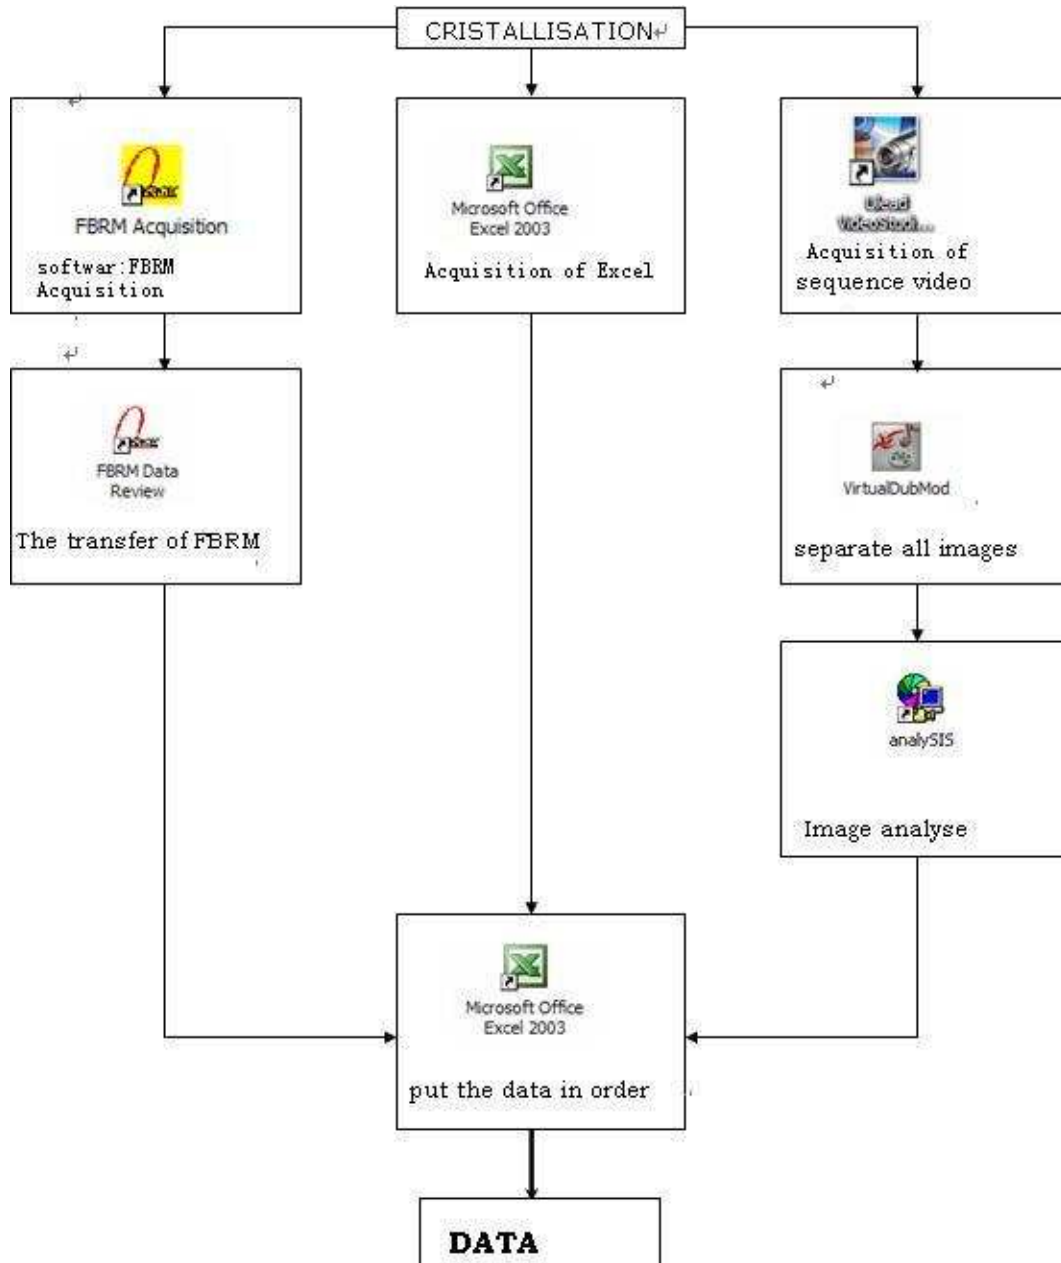 CRISTALLISATION
FBRM Acquisition
softwar:FBRM
Acquisition
Microsoft Office
Excel 2003
Acquisition of Excel
Ulead
VideoStudi...
Acquisition of
sequence video
FBRM Data
Review
The transfer of FBRM
VirtualDubMod
separate all images
analySIS
Image analyse
Microsoft Office
Excel 2003
put the data in order
DATA